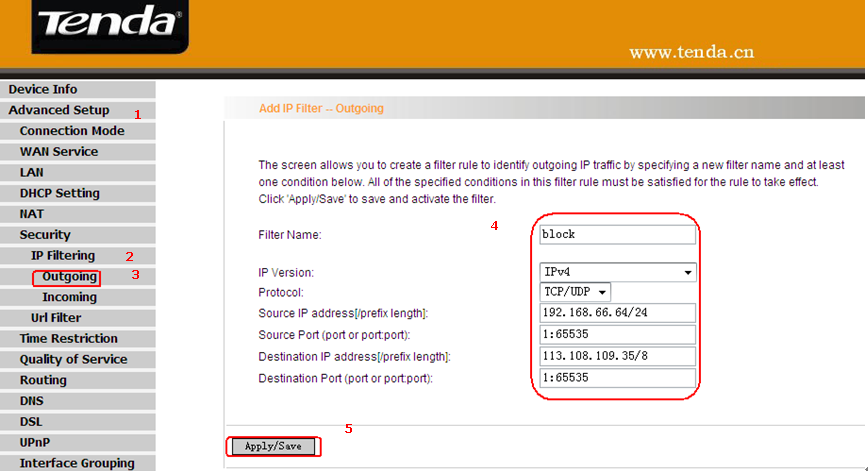 Tenda®
www.tenda.cn
Device Info
Advanced Setup 1
Connection Mode
WAN Service
LAN
DHCP Setting
NAT
Security
IP Filtering 2
Outgoing 3
Incoming
Url Filter
Time Restriction
Quality of Service
Routing
DNS
DSL
UPnP
Interface Grouping
Add IP Filter -- Outgoing
The screen allows you to create a filter rule to identify outgoing IP traffic by specifying a new filter name and at least
one condition below. All of the specified conditions in this filter rule must be satisfied for the rule to take effect.
Click 'Apply/Save' to save and activate the filter.
4
Filter Name: block
IP Version: IPv4
Protocol: TCP/UDP
Source IP address[/prefix length]: 192.168.66.64/24
Source Port (port or port:port): 1:65535
Destination IP address[/prefix length]: 113.108.109.35/8
Destination Port (port or port:port): 1:65535
5
Apply/Save